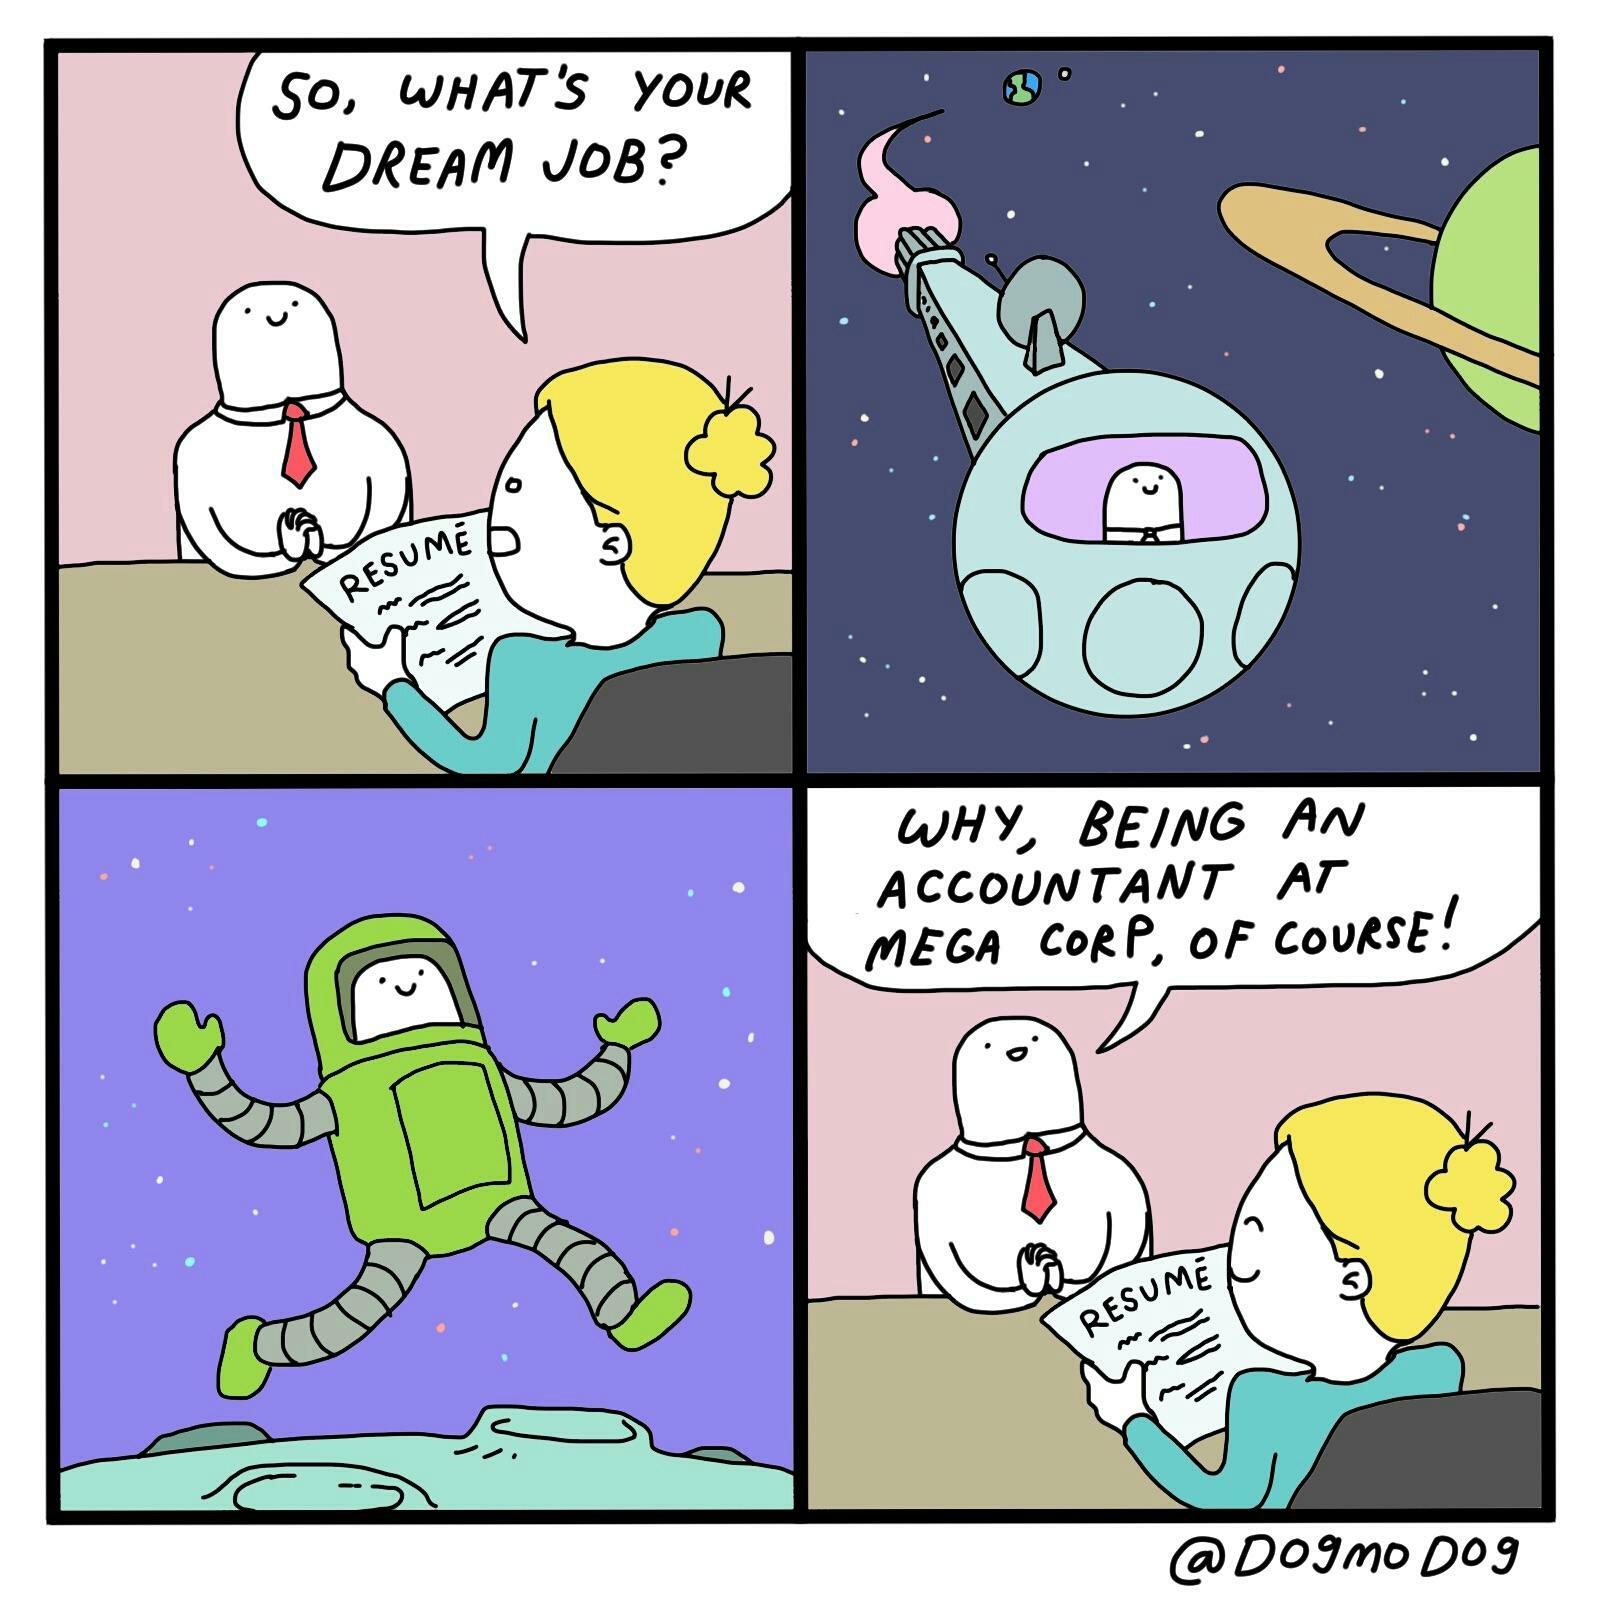 SO, WHAT'S YOUR
DREAM JOB?
RESUMÉ
WHY, BEING AN
ACCOUNTANT AT
MEGA CORP, OF COURSE!
RESUMÉ
@DOgmO DOg